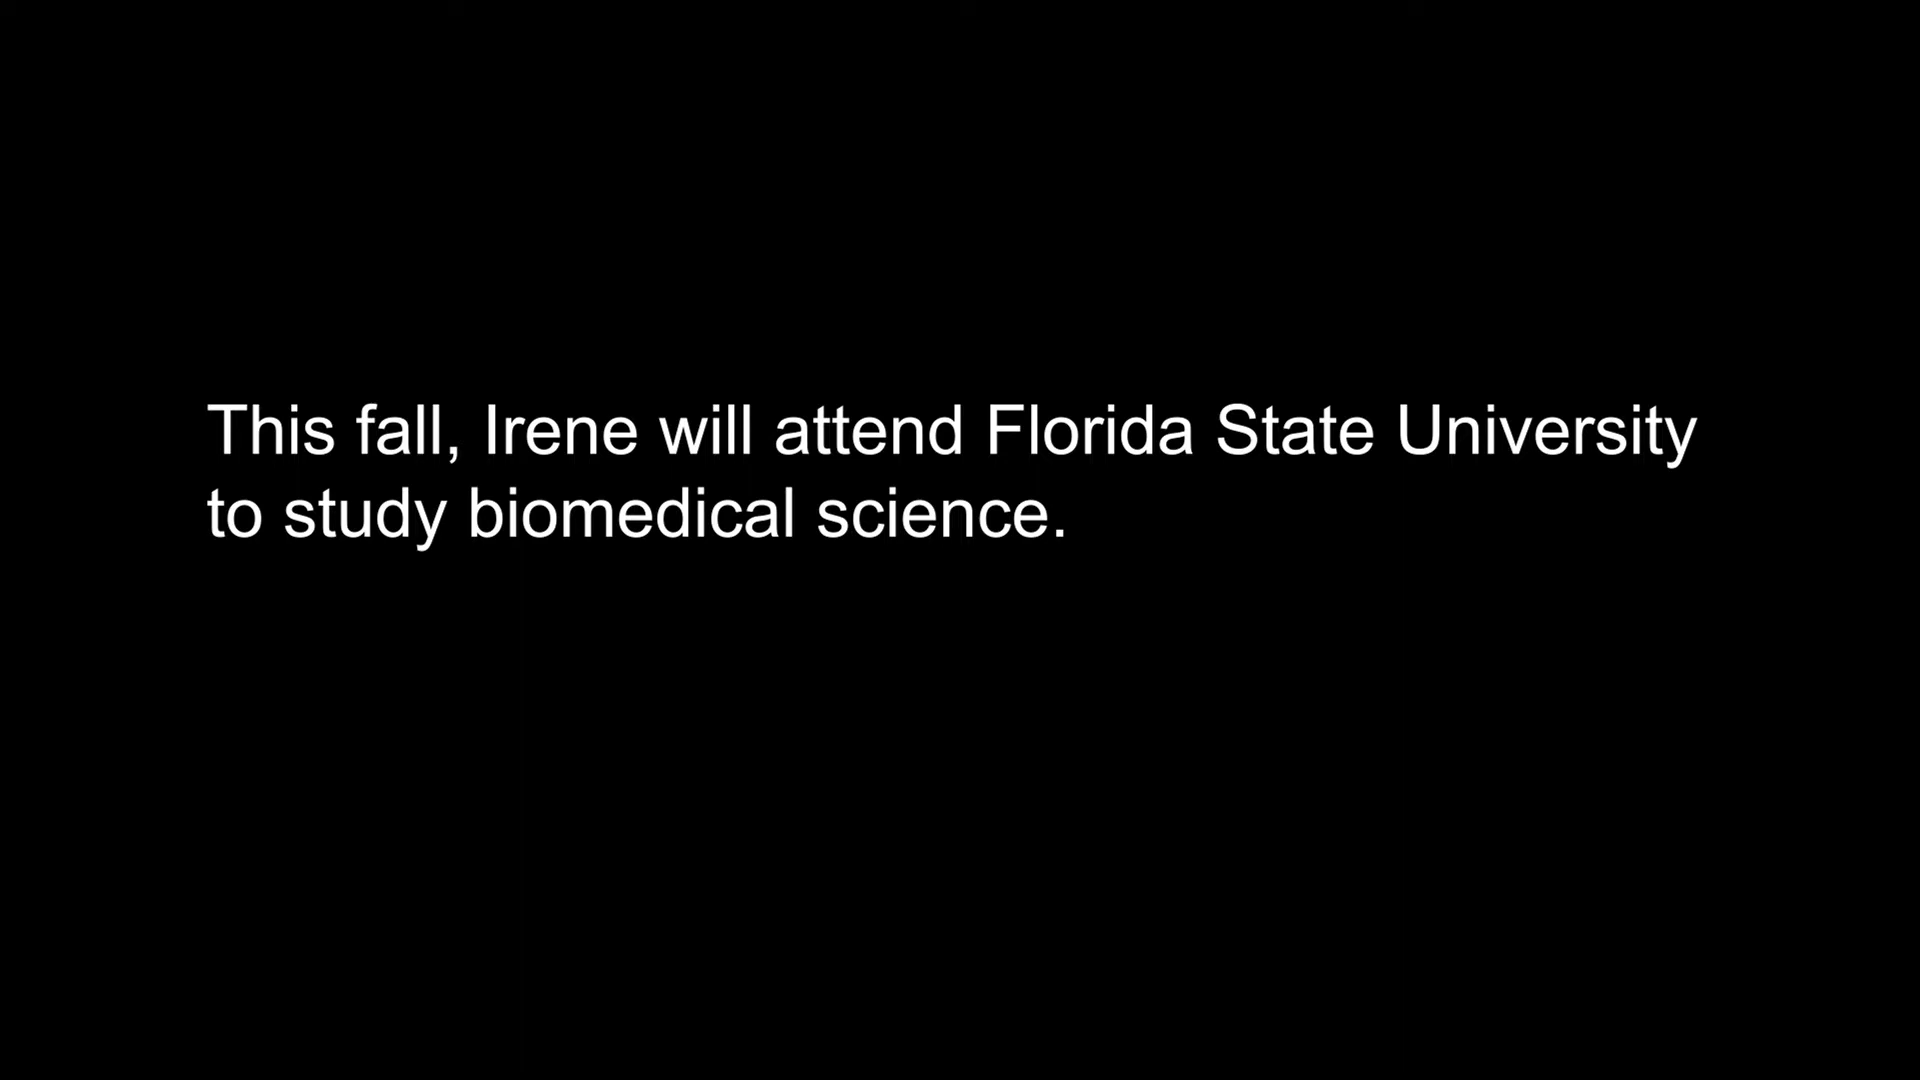 This fall, Irene will attend Florida State University
to study biomedical science.